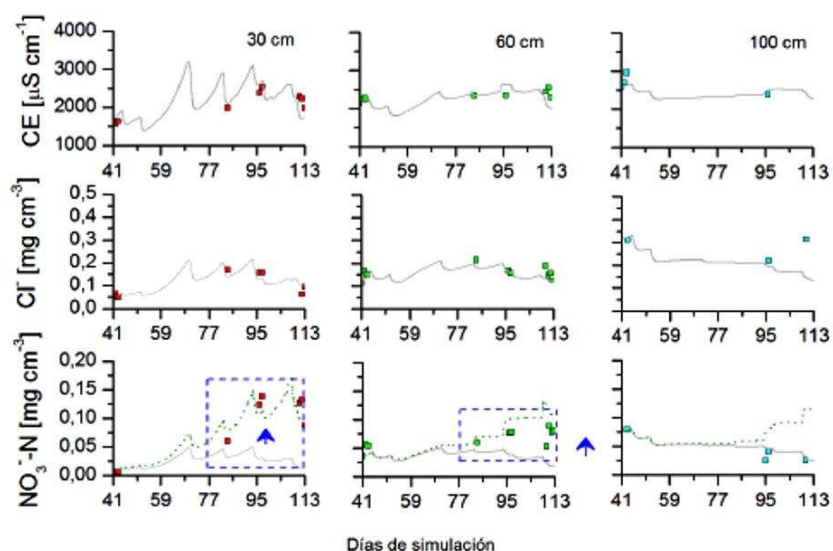 CE [µS cm⁻¹]
4000
3000
2000
1000
30 cm
60 cm
100 cm
41 59 77 95 113
41 59 77 95 113
41 59 77 95 113
Cl⁻ [mg cm⁻³]
0,5
0,4
0,3
0,2
0,1
0,0
41 59 77 95 113
41 59 77 95 113
41 59 77 95 113
NO₃⁻-N [mg cm⁻³]
0,20
0,15
0,10
0,05
0,00
41 59 77 95 113
41 59 77 95 113
41 59 77 95 113
Días de simulación